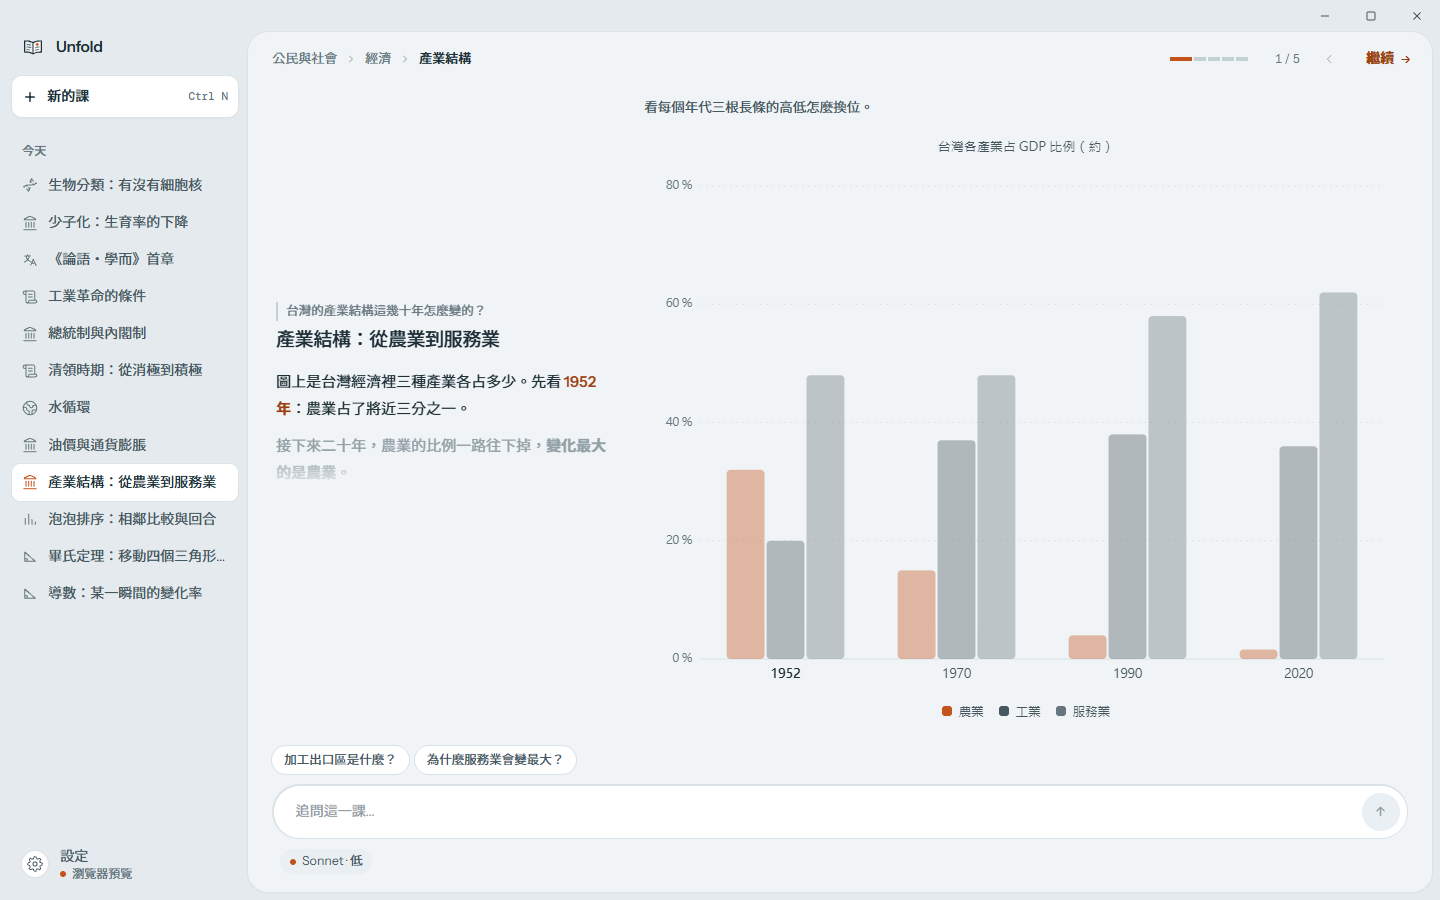 Unfold
新的課 Ctrl N
今天
生物分類：有沒有細胞核
少子化：生育率的下降
《論語・學而》首章
工業革命的條件
總統制與內閣制
清領時期：從消極到積極
水循環
油價與通貨膨脹
產業結構：從農業到服務業
泡泡排序：相鄰比較與回合
畢氏定理：移動四個三角形...
導數：某一瞬間的變化率
設定
瀏覽器預覽
公民與社會 › 經濟 › 產業結構
1 / 5
繼續 →
台灣的產業結構這幾十年怎麼變的？
產業結構：從農業到服務業
圖上是台灣經濟裡三種產業各占多少。先看 1952
年：農業占了將近三分之一。
接下來二十年，農業的比例一路往下掉，變化最大
的是農業。
看每個年代三根長條的高低怎麼換位。
台灣各產業占 GDP 比例（約）
80 %
60 %
40 %
20 %
0 %
1952 1970 1990 2020
農業 工業 服務業
加工出口區是什麼？ 為什麼服務業會變最大？
追問這一課...
Sonnet · 低